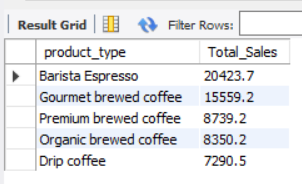 Result Grid Filter Rows:
product_type Total_Sales
Barista Espresso 20423.7
Gourmet brewed coffee 15559.2
Premium brewed coffee 8739.2
Organic brewed coffee 8350.2
Drip coffee 7290.5